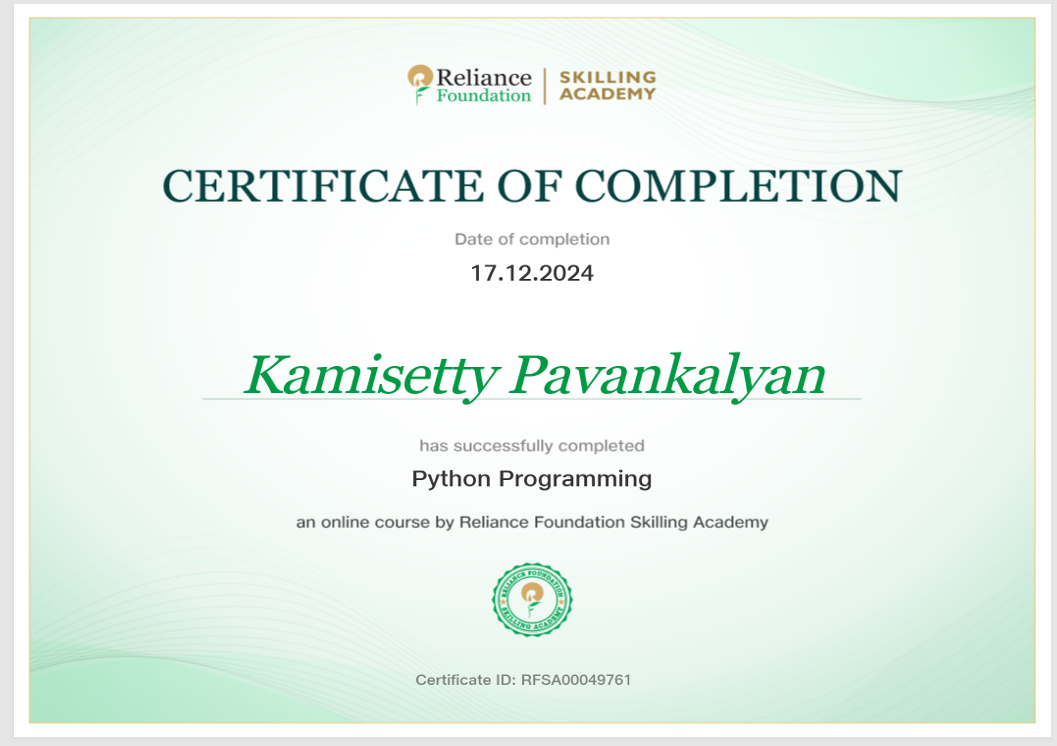 Reliance
Foundation
SKILLING
ACADEMY
CERTIFICATE OF COMPLETION
Date of completion
17.12.2024
Kamisetty Pavankalyan
has successfully completed
Python Programming
an online course by Reliance Foundation Skilling Academy
RELIANCE FOUNDATION
SKILLING ACADEMY
Certificate ID: RFSA00049761